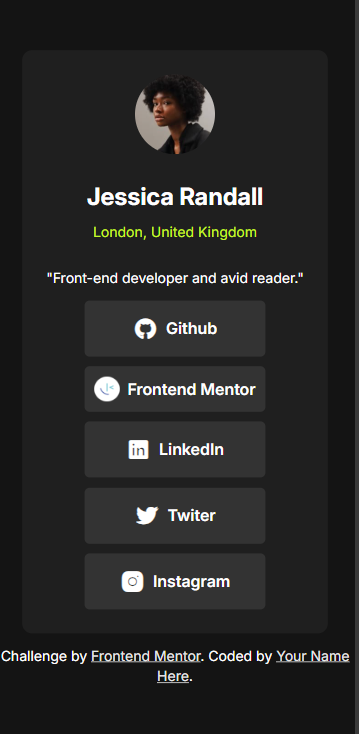 Jessica Randall
London, United Kingdom
"Front-end developer and avid reader."
Github
Frontend Mentor
in LinkedIn
Twiter
Instagram
Challenge by Frontend Mentor. Coded by Your Name
Here.